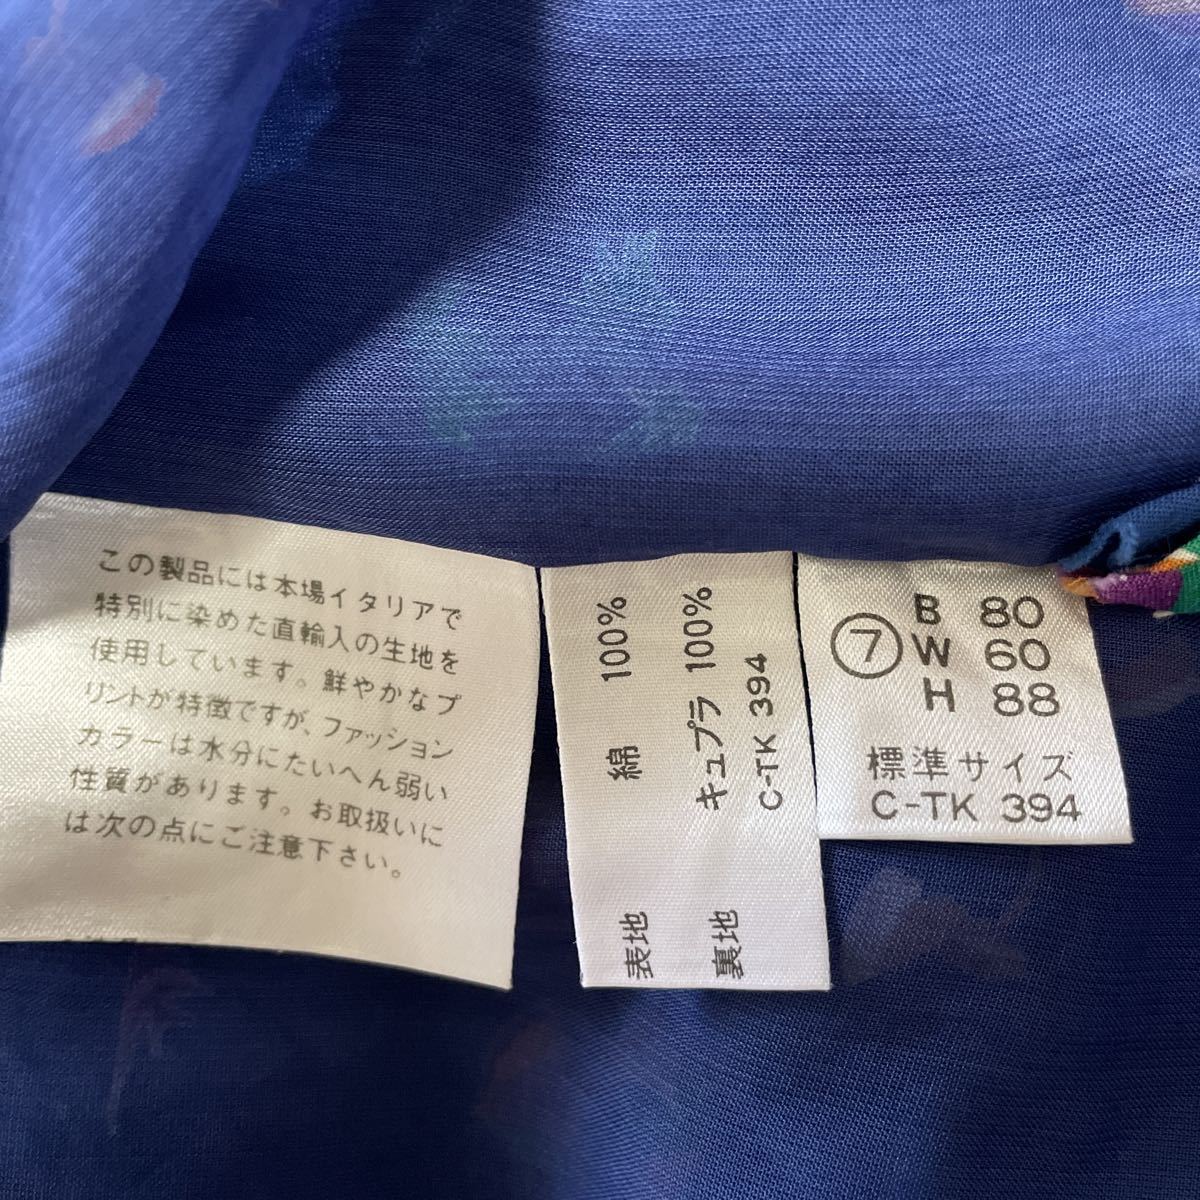 この製品には本場イタリアで
特別に染めた直輸入の生地を
使用しています。鮮やかなプ
リントが特徴ですが、ファッション
カラーは水分にたいへん弱い
性質があります。お取扱いに
は次の点にご注意下さい。
表地 綿 100%
裏地 キュプラ 100%
C-TK 394
⑦
B 80
W 60
H 88
標準サイズ
C-TK 394